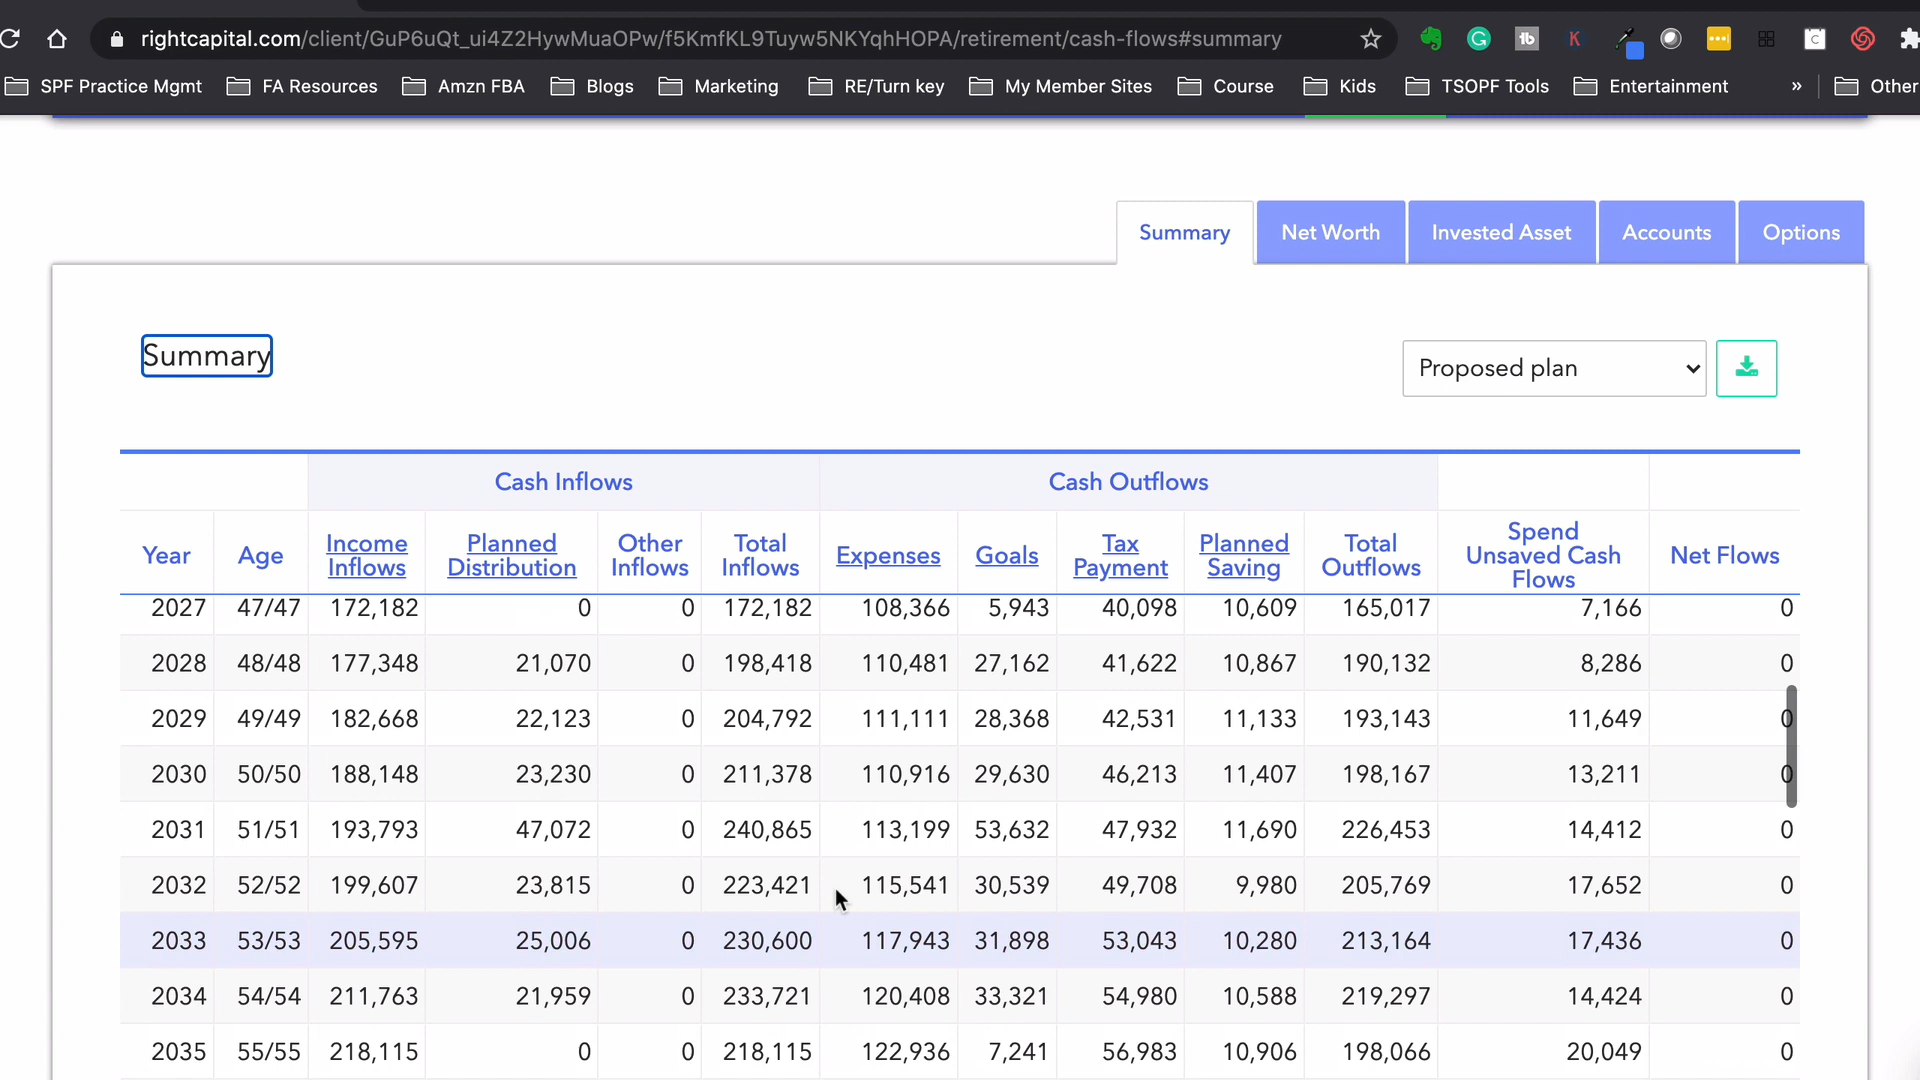 rightcapital.com/client/GuP6uQt_ui4Z2HywMuaOPw/f5KmfKL9Tuyw5NKYqhHOPA/retirement/cash-flows#summary
SPF Practice Mgmt FA Resources Amzn FBA Blogs Marketing RE/Turn key My Member Sites Course Kids TSOPF Tools Entertainment » Other
Summary Net Worth Invested Asset Accounts Options
Summary
Proposed plan
Cash Inflows Cash Outflows
Year Age Income Inflows Planned Distribution Other Inflows Total Inflows Expenses Goals Tax Payment Planned Saving Total Outflows Spend Unsaved Cash Flows Net Flows
2027 47/47 172,182 0 0 172,182 108,366 5,943 40,098 10,609 165,017 7,166 0
2028 48/48 177,348 21,070 0 198,418 110,481 27,162 41,622 10,867 190,132 8,286 0
2029 49/49 182,668 22,123 0 204,792 111,111 28,368 42,531 11,133 193,143 11,649 0
2030 50/50 188,148 23,230 0 211,378 110,916 29,630 46,213 11,407 198,167 13,211 0
2031 51/51 193,793 47,072 0 240,865 113,199 53,632 47,932 11,690 226,453 14,412 0
2032 52/52 199,607 23,815 0 223,421 115,541 30,539 49,708 9,980 205,769 17,652 0
2033 53/53 205,595 25,006 0 230,600 117,943 31,898 53,043 10,280 213,164 17,436 0
2034 54/54 211,763 21,959 0 233,721 120,408 33,321 54,980 10,588 219,297 14,424 0
2035 55/55 218,115 0 0 218,115 122,936 7,241 56,983 10,906 198,066 20,049 0